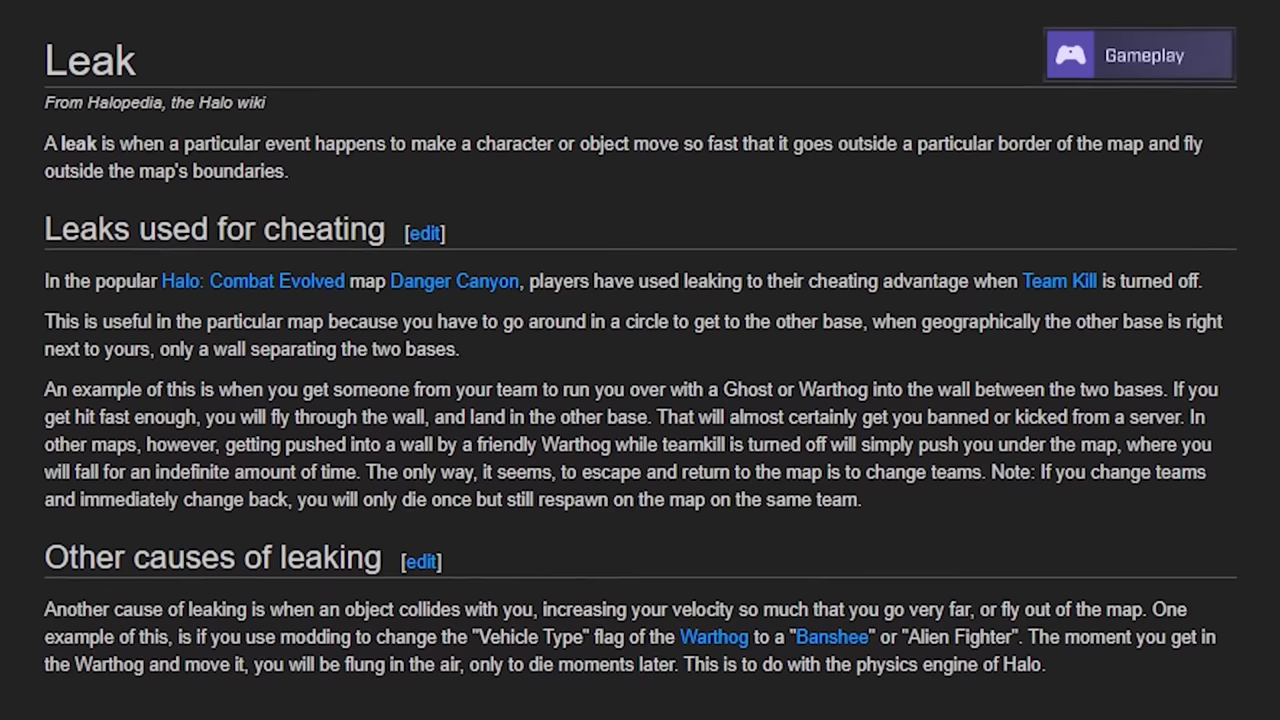 Leak
Gameplay
From Halopedia, the Halo wiki
A leak is when a particular event happens to make a character or object move so fast that it goes outside a particular border of the map and fly
outside the map's boundaries.
Leaks used for cheating [edit]
In the popular Halo: Combat Evolved map Danger Canyon, players have used leaking to their cheating advantage when Team Kill is turned off.
This is useful in the particular map because you have to go around in a circle to get to the other base, when geographically the other base is right
next to yours, only a wall separating the two bases.
An example of this is when you get someone from your team to run you over with a Ghost or Warthog into the wall between the two bases. If you
get hit fast enough, you will fly through the wall, and land in the other base. That will almost certainly get you banned or kicked from a server. In
other maps, however, getting pushed into a wall by a friendly Warthog while teamkill is turned off will simply push you under the map, where you
will fall for an indefinite amount of time. The only way, it seems, to escape and return to the map is to change teams. Note: If you change teams
and immediately change back, you will only die once but still respawn on the map on the same team.
Other causes of leaking [edit]
Another cause of leaking is when an object collides with you, increasing your velocity so much that you go very far, or fly out of the map. One
example of this, is if you use modding to change the "Vehicle Type" flag of the Warthog to a "Banshee" or "Alien Fighter". The moment you get in
the Warthog and move it, you will be flung in the air, only to die moments later. This is to do with the physics engine of Halo.